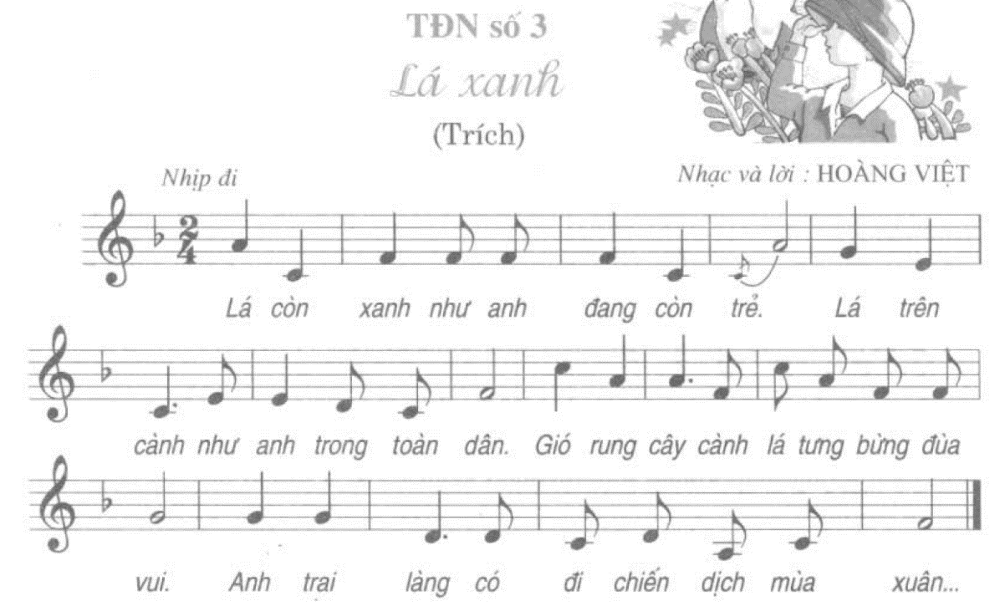 TĐN số 3
Lá xanh
(Trích)
Nhịp đi
Nhạc và lời : HOÀNG VIỆT
2
4
Lá còn xanh như anh đang còn trẻ. Lá trên
cành như anh trong toàn dân. Gió rung cây cành lá tưng bừng đùa
vui. Anh trại làng có đi chiến dịch mùa xuân...